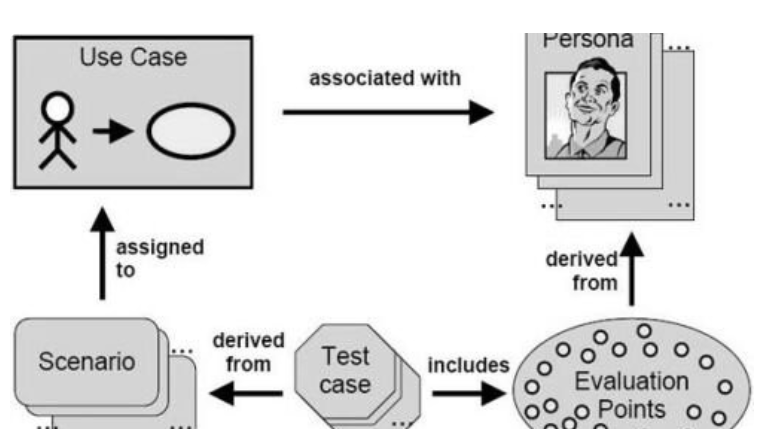 Use Case
Persona
associated with
assigned
to
derived
from
Scenario
derived
from
Test
case
includes
Evaluation
Points